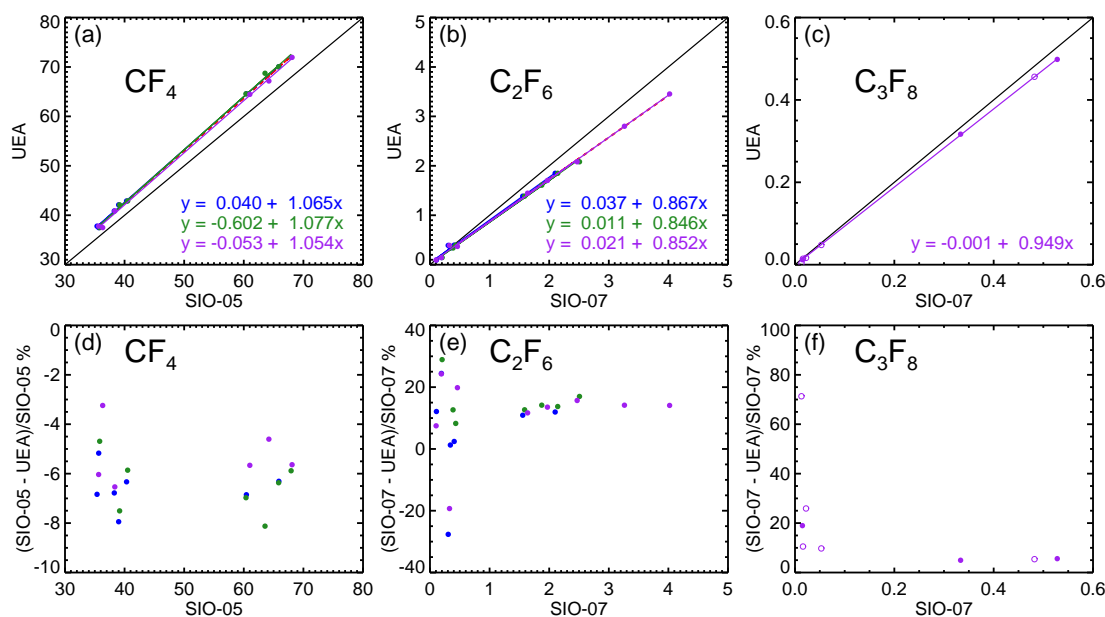 (a)
CF4
UEA
80
70
60
50
40
30
y = 0.040 + 1.065x
y = -0.602 + 1.077x
y = -0.053 + 1.054x
30 40 50 60 70 80
SIO-05
(b)
C2F6
UEA
5
4
3
2
1
0
y = 0.037 + 0.867x
y = 0.011 + 0.846x
y = 0.021 + 0.852x
0 1 2 3 4 5
SIO-07
(c)
C3F8
UEA
0.6
0.4
0.2
0.0
y = -0.001 + 0.949x
0.0 0.2 0.4 0.6
SIO-07
(d)
CF4
(SIO-05 - UEA)/SIO-05 %
0
-2
-4
-6
-8
-10
30 40 50 60 70 80
SIO-05
(e)
C2F6
(SIO-07 - UEA)/SIO-07 %
40
20
0
-20
-40
0 1 2 3 4 5
SIO-07
(f)
C3F8
(SIO-07 - UEA)/SIO-07 %
100
80
60
40
20
0
0.0 0.2 0.4 0.6
SIO-07